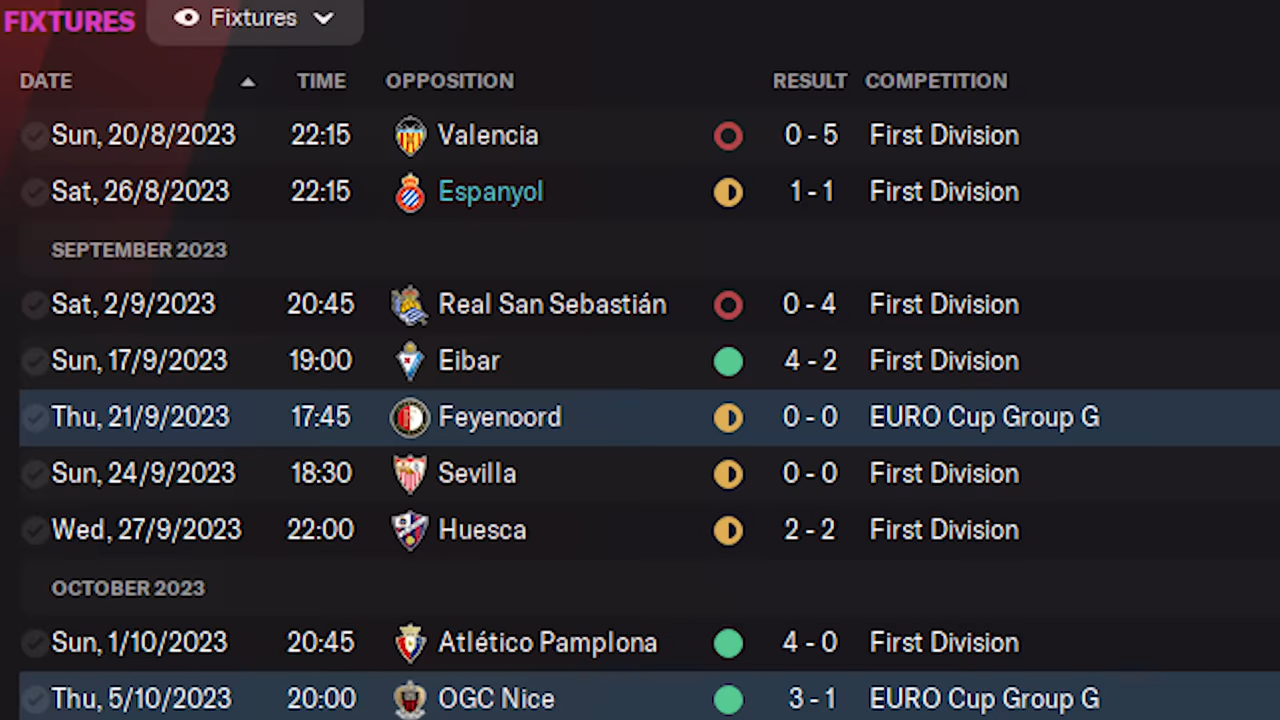 FIXTURES Fixtures
DATE TIME OPPOSITION RESULT COMPETITION
Sun, 20/8/2023 22:15 Valencia 0 - 5 First Division
Sat, 26/8/2023 22:15 Espanyol 1 - 1 First Division
SEPTEMBER 2023
Sat, 2/9/2023 20:45 Real San Sebastián 0 - 4 First Division
Sun, 17/9/2023 19:00 Eibar 4 - 2 First Division
Thu, 21/9/2023 17:45 Feyenoord 0 - 0 EURO Cup Group G
Sun, 24/9/2023 18:30 Sevilla 0 - 0 First Division
Wed, 27/9/2023 22:00 Huesca 2 - 2 First Division
OCTOBER 2023
Sun, 1/10/2023 20:45 Atlético Pamplona 4 - 0 First Division
Thu, 5/10/2023 20:00 OGC Nice 3 - 1 EURO Cup Group G